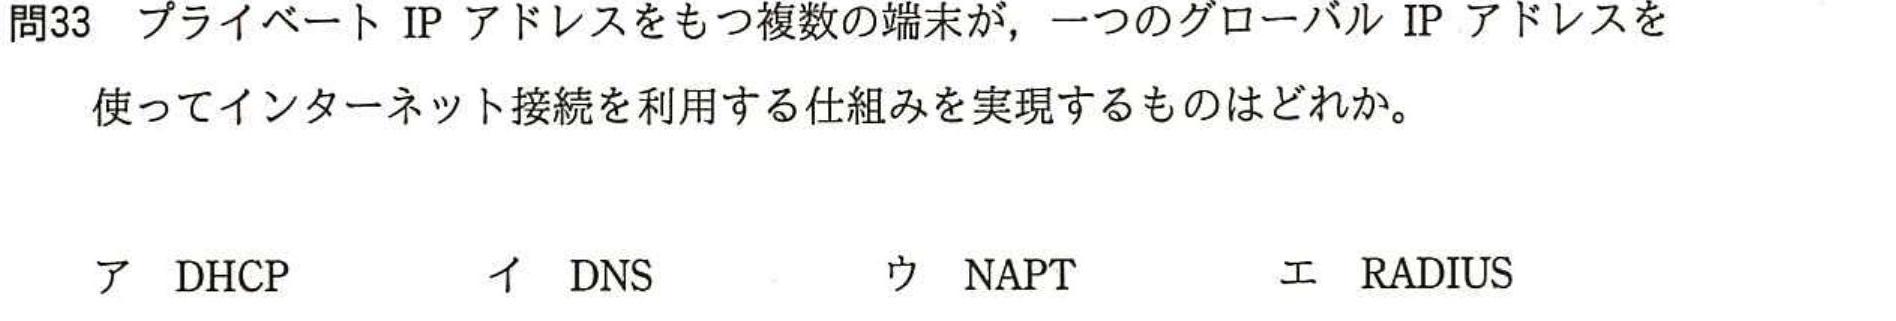 問33　プライベート IP アドレスをもつ複数の端末が，一つのグローバル IP アドレスを
使ってインターネット接続を利用する仕組みを実現するものはどれか。
ア　DHCP　イ　DNS　ウ　NAPT　エ　RADIUS